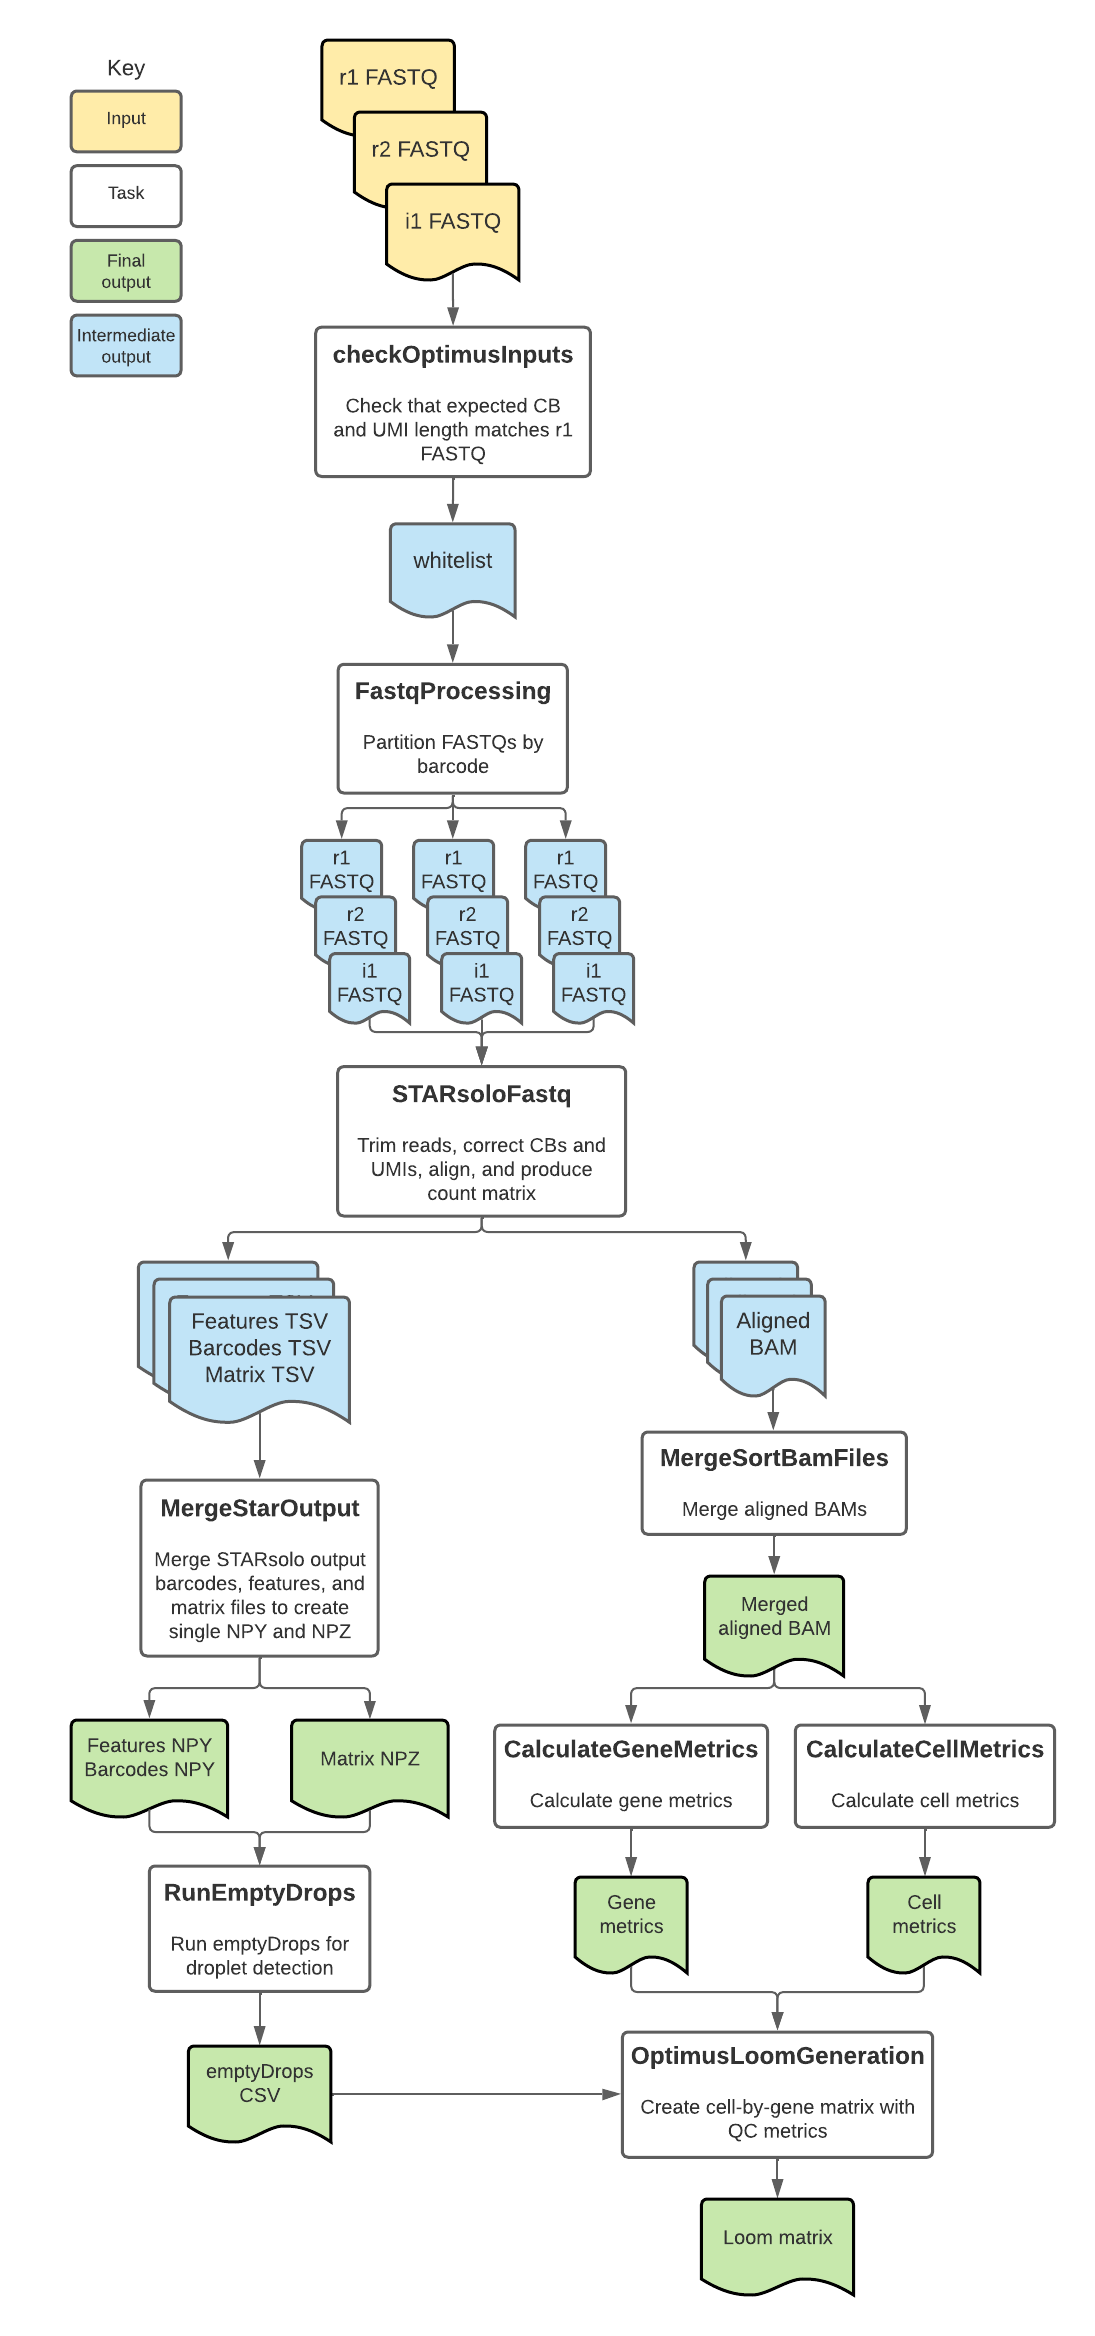 Key
Input
Task
Final
output
Intermediate
output
r1 FASTQ
r2 FASTQ
i1 FASTQ
checkOptimusInputs
Check that expected CB
and UMI length matches r1
FASTQ
whitelist
FastqProcessing
Partition FASTQs by
barcode
r1
FASTQ
r2
FASTQ
i1
FASTQ
r1
FASTQ
r2
FASTQ
i1
FASTQ
r1
FASTQ
r2
FASTQ
i1
FASTQ
STARsoloFastq
Trim reads, correct CBs and
UMIs, align, and produce
count matrix
Features TSV
Barcodes TSV
Matrix TSV
Aligned
BAM
MergeStarOutput
Merge STARsolo output
barcodes, features, and
matrix files to create
single NPY and NPZ
MergeSortBamFiles
Merge aligned BAMs
Merged
aligned BAM
Features NPY
Barcodes NPY
Matrix NPZ
CalculateGeneMetrics
Calculate gene metrics
CalculateCellMetrics
Calculate cell metrics
RunEmptyDrops
Run emptyDrops for
droplet detection
Gene
metrics
Cell
metrics
emptyDrops
CSV
OptimusLoomGeneration
Create cell-by-gene matrix with
QC metrics
Loom matrix